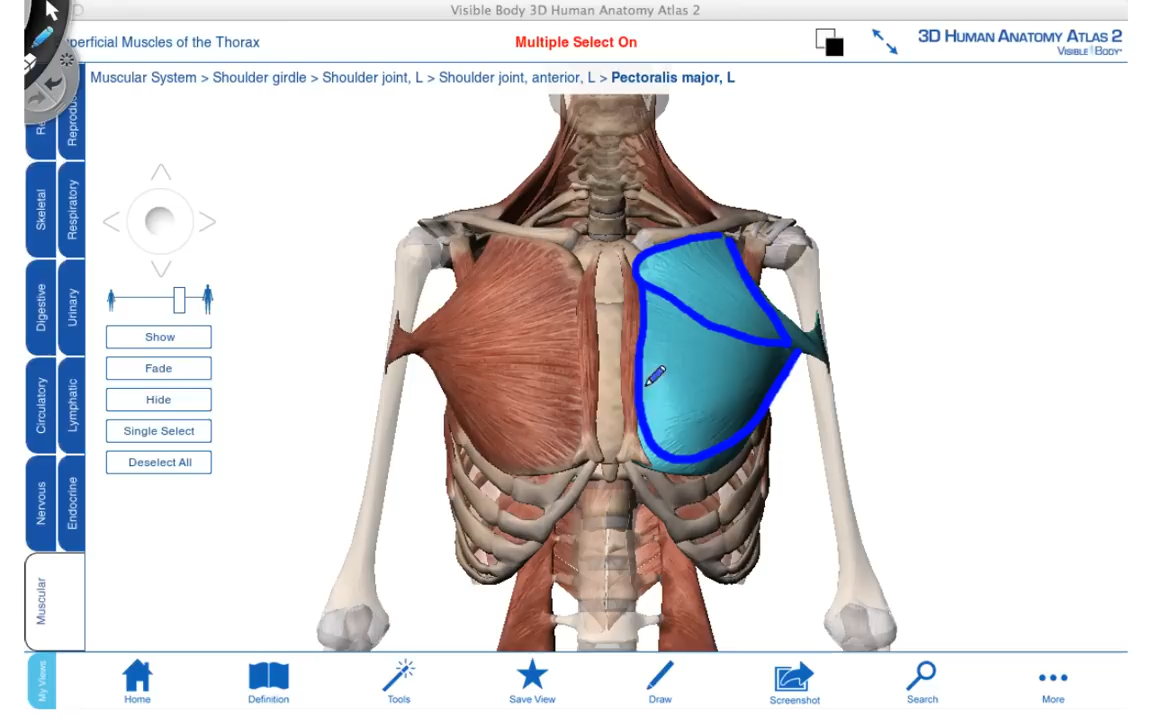 Visible Body 3D Human Anatomy Atlas 2
perficial Muscles of the Thorax
Multiple Select On
3D HUMAN ANATOMY ATLAS 2
VISIBLE BODY®
Muscular System > Shoulder girdle > Shoulder joint, L > Shoulder joint, anterior, L > Pectoralis major, L
Skeletal
Respiratory
Digestive
Urinary
Circulatory
Lymphatic
Nervous
Endocrine
Muscular
My Views
Show
Fade
Hide
Single Select
Deselect All
Home
Definition
Tools
Save View
Draw
Screenshot
Search
More